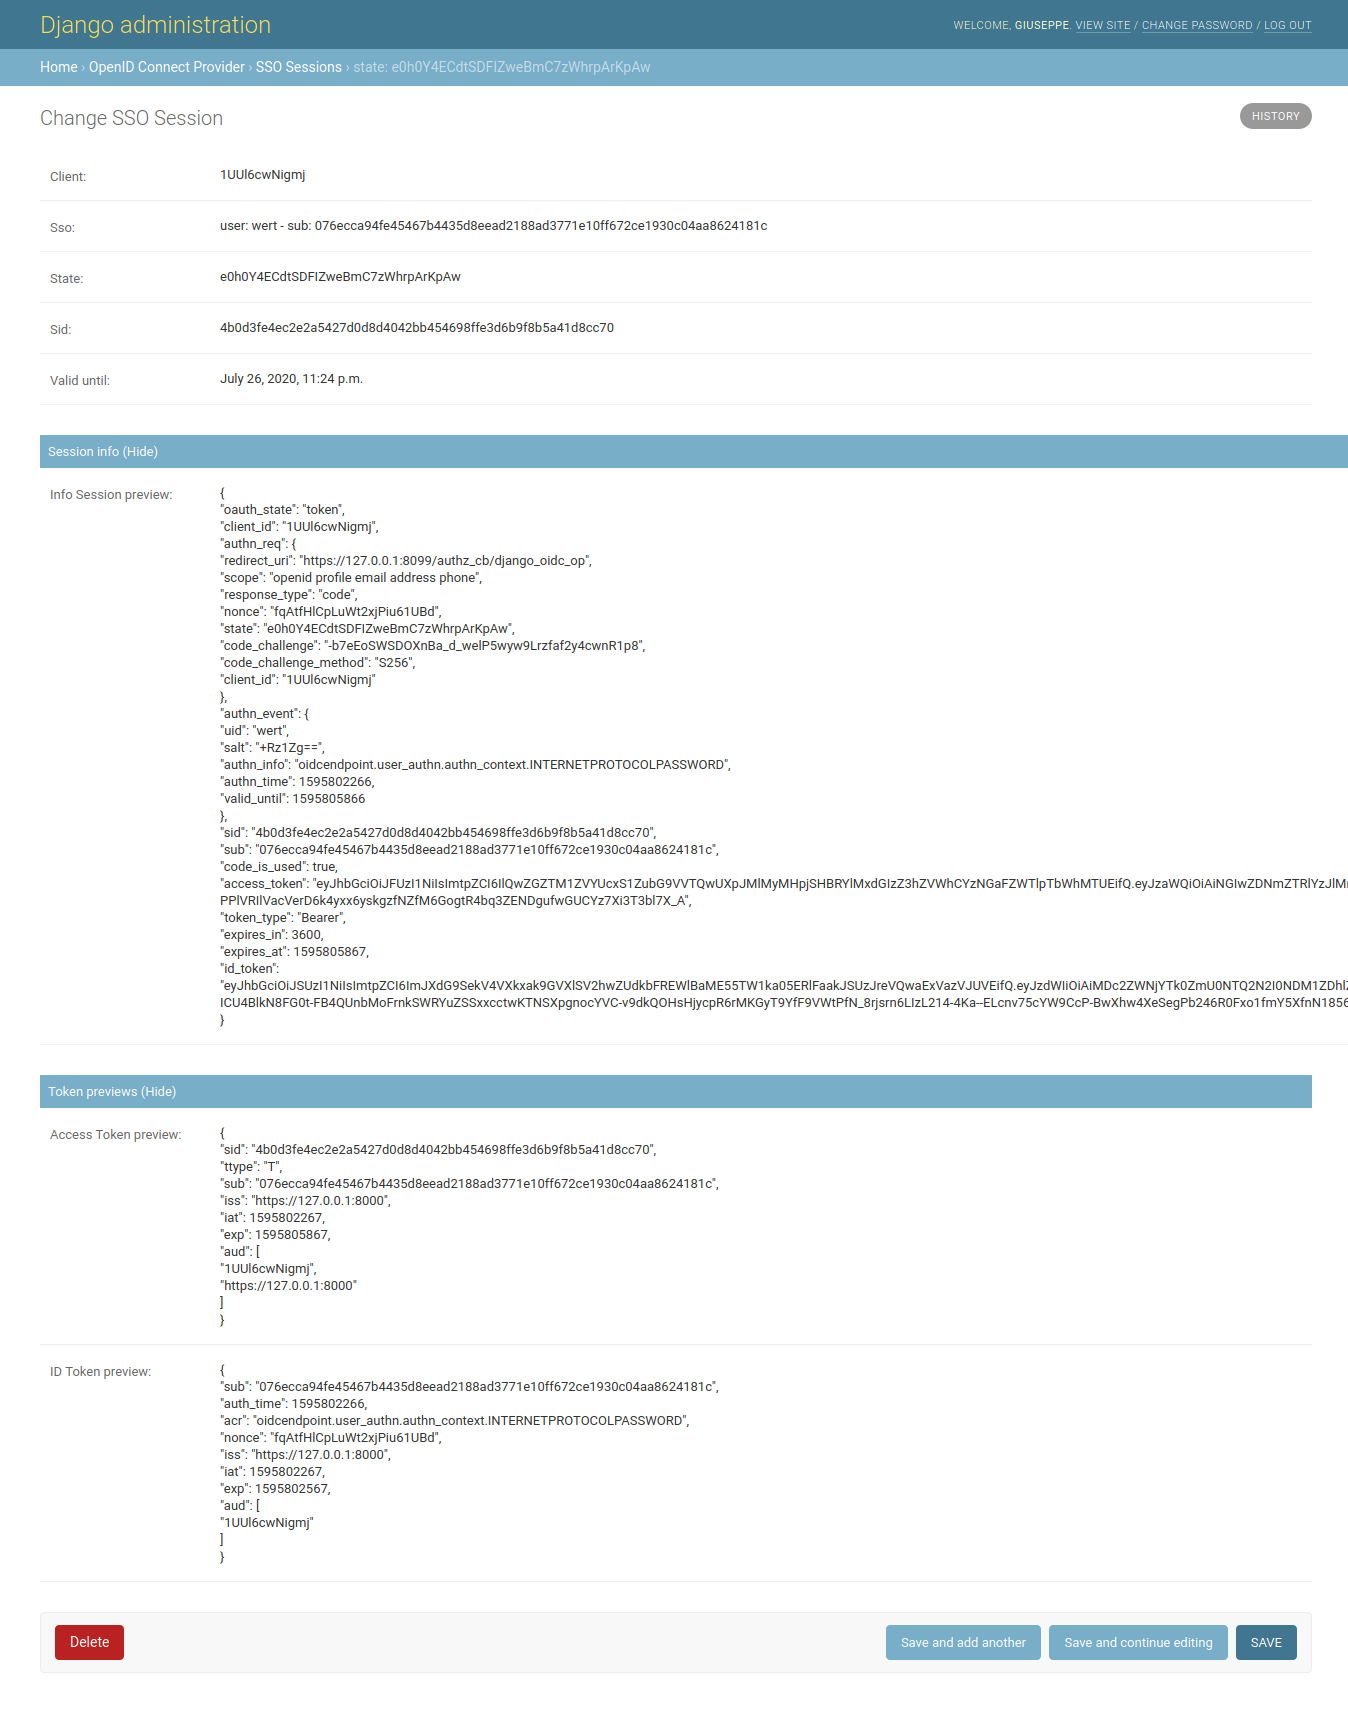 Django administration
WELCOME, GIUSEPPE. VIEW SITE / CHANGE PASSWORD / LOG OUT
Home › OpenID Connect Provider › SSO Sessions › state: e0h0Y4ECdtSDFIZweBmC7zWhrpArKpAw
Change SSO Session
HISTORY
Client: 1UUl6cwNigmj
Sso: user: wert - sub: 076ecca94fe45467b4435d8eead2188ad3771e10ff672ce1930c04aa8624181c
State: e0h0Y4ECdtSDFIZweBmC7zWhrpArKpAw
Sid: 4b0d3fe4ec2e2a5427d0d8d4042bb454698ffe3d6b9f8b5a41d8cc70
Valid until: July 26, 2020, 11:24 p.m.
Session info (Hide)
Info Session preview: {
"oauth_state": "token",
"client_id": "1UUl6cwNigmj",
"authn_req": {
"redirect_uri": "https://127.0.0.1:8099/authz_cb/django_oidc_op",
"scope": "openid profile email address phone",
"response_type": "code",
"nonce": "fqAtfHlCpLuWt2xjPiu61UBd",
"state": "e0h0Y4ECdtSDFIZweBmC7zWhrpArKpAw",
"code_challenge": "-b7eEoSWSDOXnBa_d_welP5wyw9Lrzfaf2y4cwnR1p8",
"code_challenge_method": "S256",
"client_id": "1UUl6cwNigmj"
},
"authn_event": {
"uid": "wert",
"salt": "+Rz1Zg==",
"authn_info": "oidcendpoint.user_authn.authn_context.INTERNETPROTOCOLPASSWORD",
"authn_time": 1595802266,
"valid_until": 1595805866
},
"sid": "4b0d3fe4ec2e2a5427d0d8d4042bb454698ffe3d6b9f8b5a41d8cc70",
"sub": "076ecca94fe45467b4435d8eead2188ad3771e10ff672ce1930c04aa8624181c",
"code_is_used": true,
"access_token": "eyJhbGciOiJFUzI1NiIsImtpZCI6IlQwZGZTM1ZVYUcxS1ZubG9VVTQwUXpJMlMyMHpjSHBRYlMxdGIzZ3hZVWhCYzNGaFZWTlpTbWhMTUEifQ.eyJzaWQiOiAiNGIwZDNmZTRlYzJlM
PPlVRIlVacVerD6k4yxx6yskgzfNZfM6GogtR4bq3ZENDgufwGUCYz7Xi3T3bl7X_A",
"token_type": "Bearer",
"expires_in": 3600,
"expires_at": 1595805867,
"id_token":
"eyJhbGciOiJSUzI1NiIsImtpZCI6ImJXdG9SekV4VXkxak9GVXlSV2hwZUdkbFREWlBaME55TW1ka05ERlFaakJSUzJreVQwaExVazVJUVEifQ.eyJzdWIiOiAiMDc2ZWNjYTk0ZmU0NTQ2N2I0NDM1ZDhl
ICU4BlkN8FG0t-FB4QUnbMoFrnkSWRYuZSSxxcctwKTNSXpgnocYVC-v9dkQOHsHjycpR6rMKGyT9YfF9VWtPfN_8rjsrn6LIzL214-4Ka--ELcnv75cYW9CcP-BwXhw4XeSegPb246R0Fxo1fmY5XfnN1856
}
Token previews (Hide)
Access Token preview: {
"sid": "4b0d3fe4ec2e2a5427d0d8d4042bb454698ffe3d6b9f8b5a41d8cc70",
"ttype": "T",
"sub": "076ecca94fe45467b4435d8eead2188ad3771e10ff672ce1930c04aa8624181c",
"iss": "https://127.0.0.1:8000",
"iat": 1595802267,
"exp": 1595805867,
"aud": [
"1UUl6cwNigmj",
"https://127.0.0.1:8000"
]
}
ID Token preview: {
"sub": "076ecca94fe45467b4435d8eead2188ad3771e10ff672ce1930c04aa8624181c",
"auth_time": 1595802266,
"acr": "oidcendpoint.user_authn.authn_context.INTERNETPROTOCOLPASSWORD",
"nonce": "fqAtfHlCpLuWt2xjPiu61UBd",
"iss": "https://127.0.0.1:8000",
"iat": 1595802267,
"exp": 1595802567,
"aud": [
"1UUl6cwNigmj"
]
}
Delete
Save and add another
Save and continue editing
SAVE